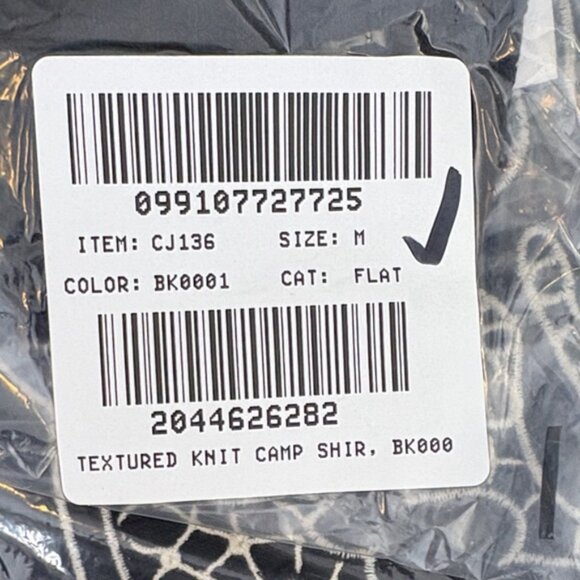 099107727725
ITEM: CJ136 SIZE: M
COLOR: BK0001 CAT: FLAT
2044626282
TEXTURED KNIT CAMP SHIR, BK000